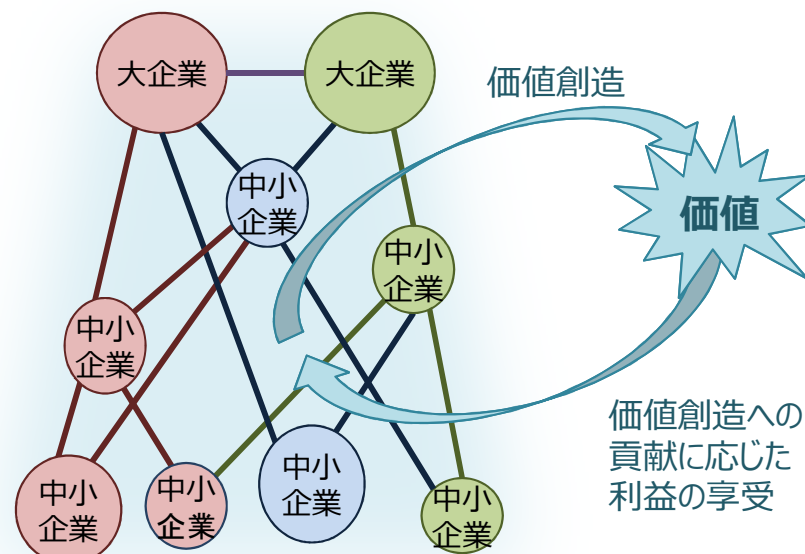 大企業
大企業
価値創造
中小
企業
価値
中小
企業
中小
企業
価値創造への
貢献に応じた
利益の享受
中小
企業
中小
企業
中小
企業
中小
企業